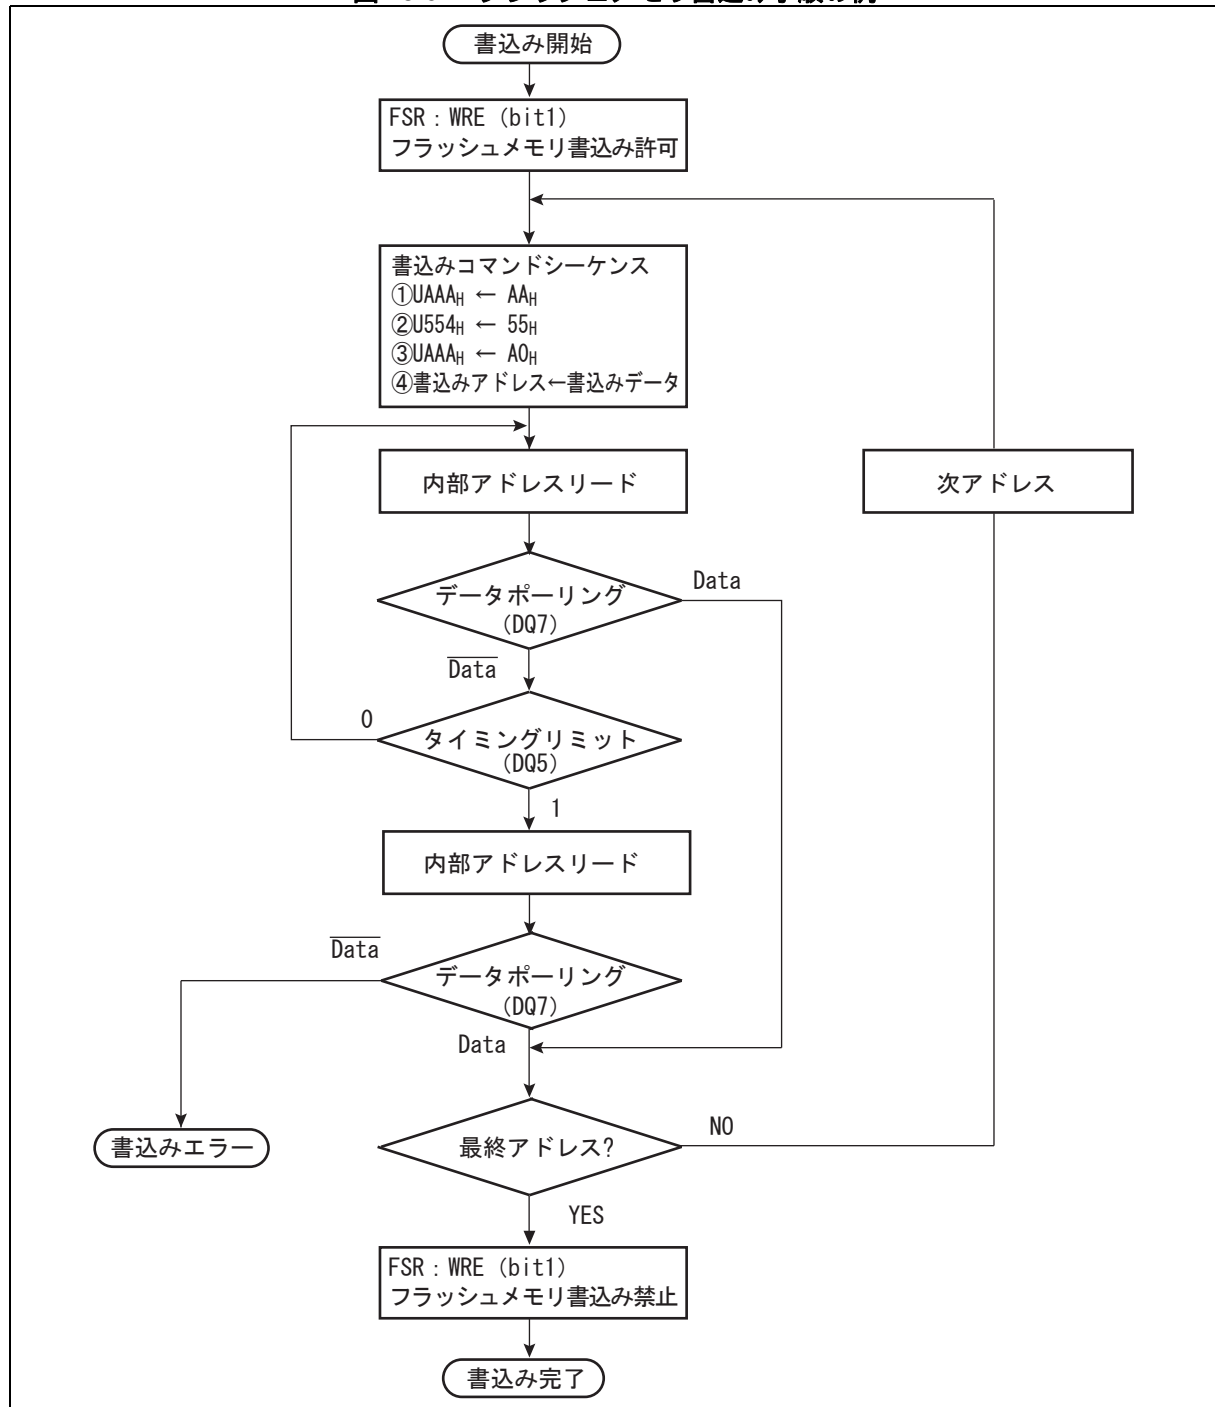 書込み開始
FSR:WRE (bit1)
フラッシュメモリ書込み許可
書込みコマンドシーケンス
①UAAAH ← AAH
②U554H ← 55H
③UAAAH ← A0H
④書込みアドレス←書込みデータ
内部アドレスリード
次アドレス
データポーリング
(DQ7)
Data
Data
0
タイミングリミット
(DQ5)
1
内部アドレスリード
Data
データポーリング
(DQ7)
Data
書込みエラー
最終アドレス?
NO
YES
FSR:WRE (bit1)
フラッシュメモリ書込み禁止
書込み完了